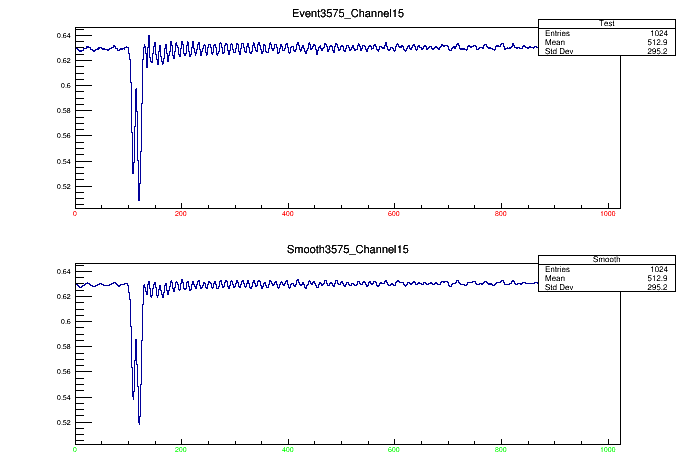 Event3575_Channel15
Test
Entries 1024
Mean 512.9
Std Dev 295.2
0.64
0.62
0.6
0.58
0.56
0.54
0.52
0 200 400 600 800 1000
Smooth3575_Channel15
Smooth
Entries 1024
Mean 512.9
Std Dev 295.2
0.64
0.62
0.6
0.58
0.56
0.54
0.52
0 200 400 600 800 1000